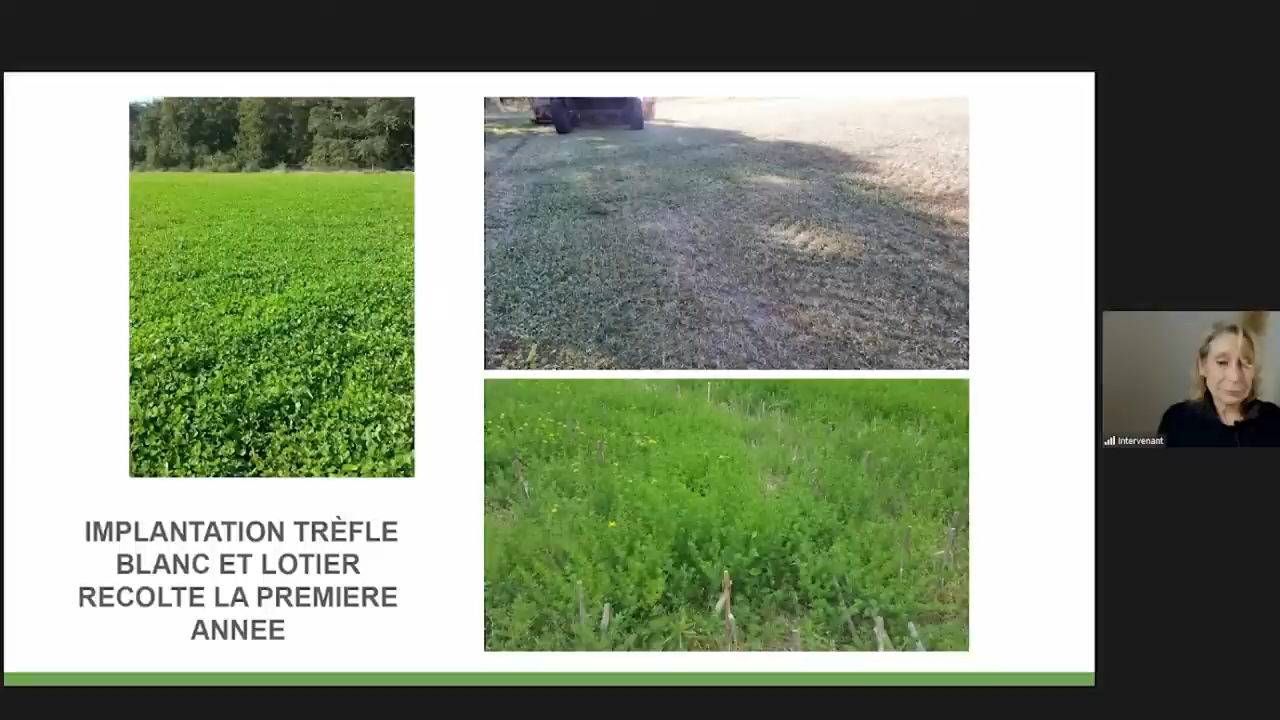 IMPLANTATION TRÈFLE
BLANC ET LOTIER
RECOLTE LA PREMIERE
ANNEE
Intervenant